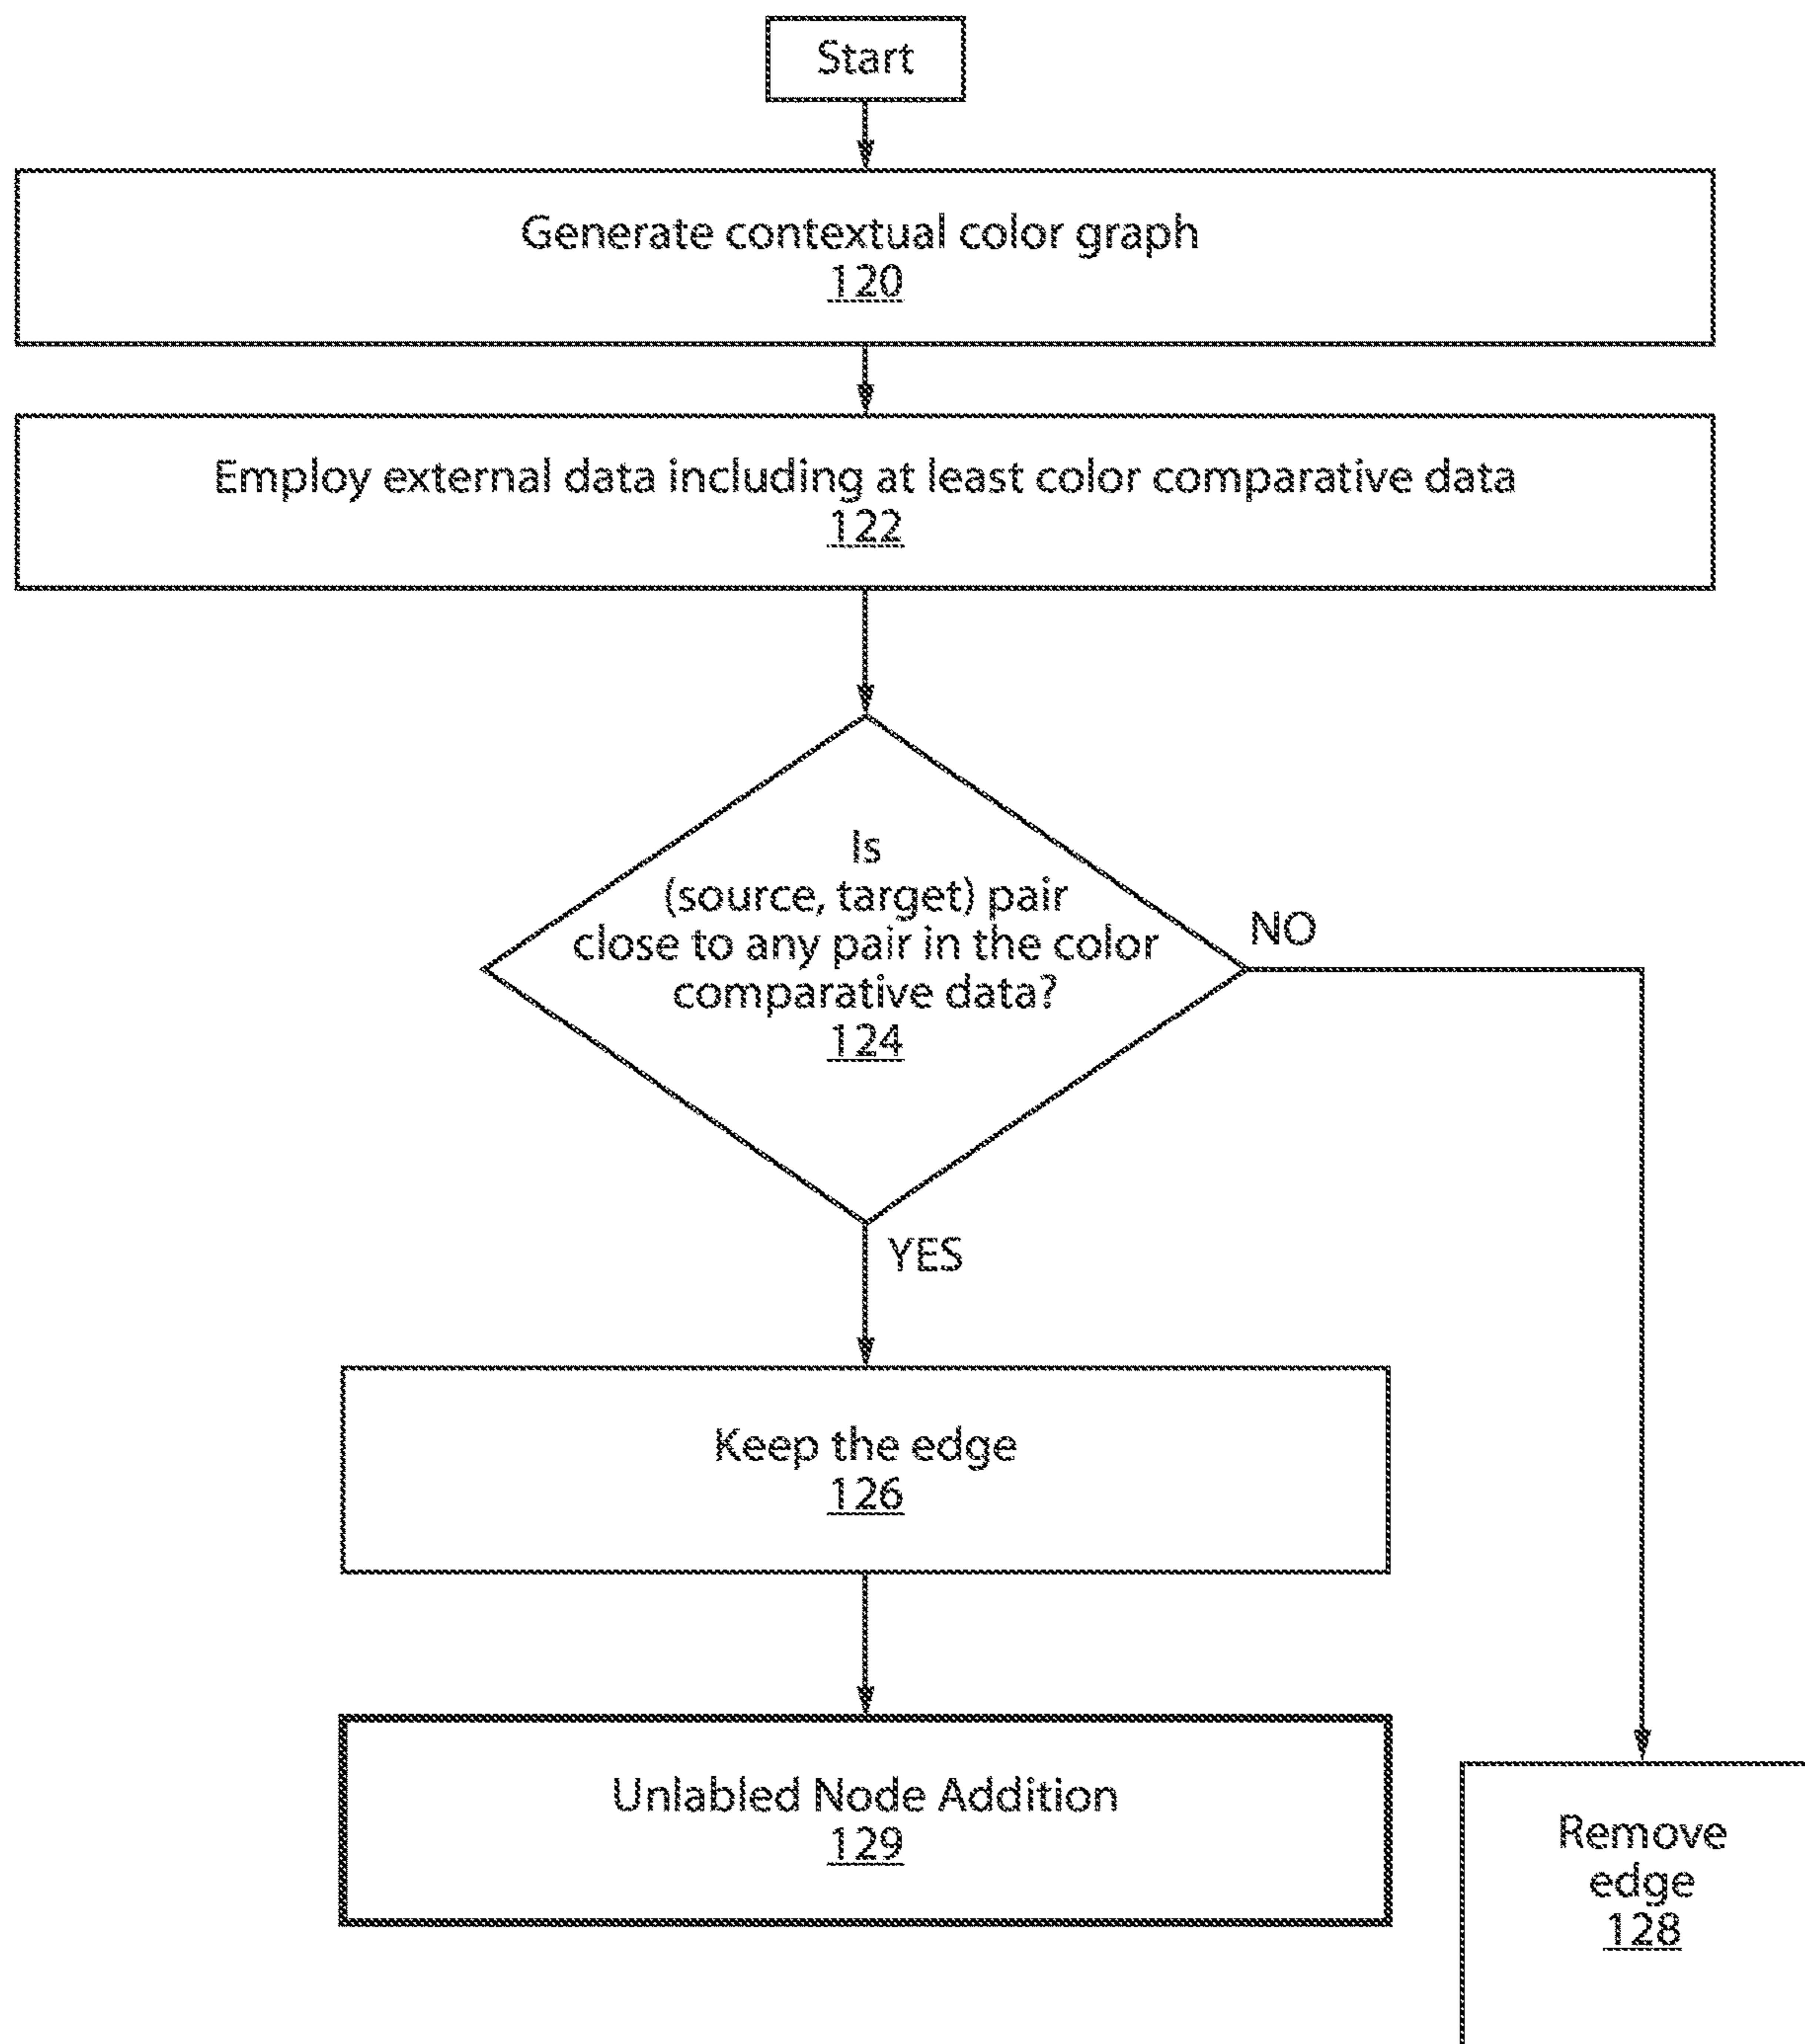 Start
Generate contextual color graph
120
Employ external data including at least color comparative data
122
Is
(source, target) pair
close to any pair in the color
comparative data?
124
NO
YES
Keep the edge
126
Unlabled Node Addition
129
Remove
edge
128